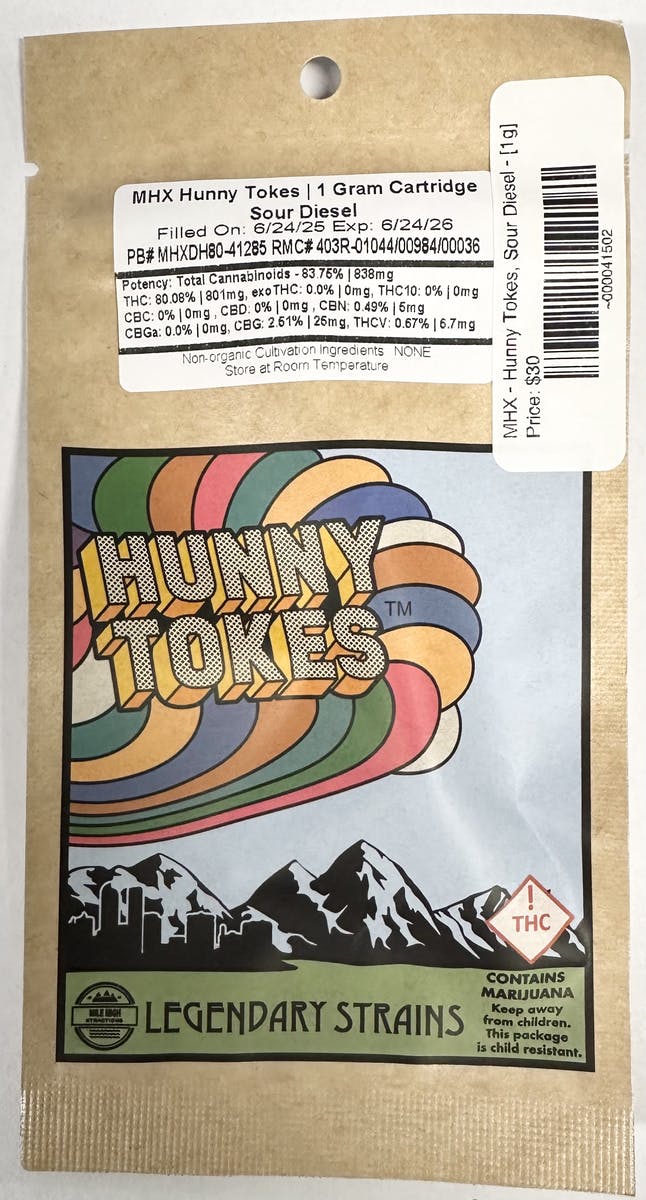 MHX Hunny Tokes | 1 Gram Cartridge
Sour Diesel
Filled On: 6/24/25 Exp: 6/24/26
PB# MHXDH80-41285 RMC# 403R-01044/00984/00036
Potency: Total Cannabinoids - 83.75% | 838mg
THC: 80.08% | 801mg, exoTHC: 0.0% | 0mg, THC10: 0% | 0mg
CBC: 0% | 0mg , CBD: 0% | 0mg , CBN: 0.49% | 5mg
CBGa: 0.0% | 0mg, CBG: 2.51% | 25mg, THCV: 0.67% | 6.7mg
Non-organic Cultivation Ingredients NONE
Store at Room Temperature
MHX - Hunny Tokes, Sour Diesel - [1g]
Price: $30
~000041502
HUNNY
TOKES™
!
THC
MILE HIGH
XTRACTIONS
LEGENDARY STRAINS
CONTAINS
MARIJUANA
Keep away
from children.
This package
is child resistant.